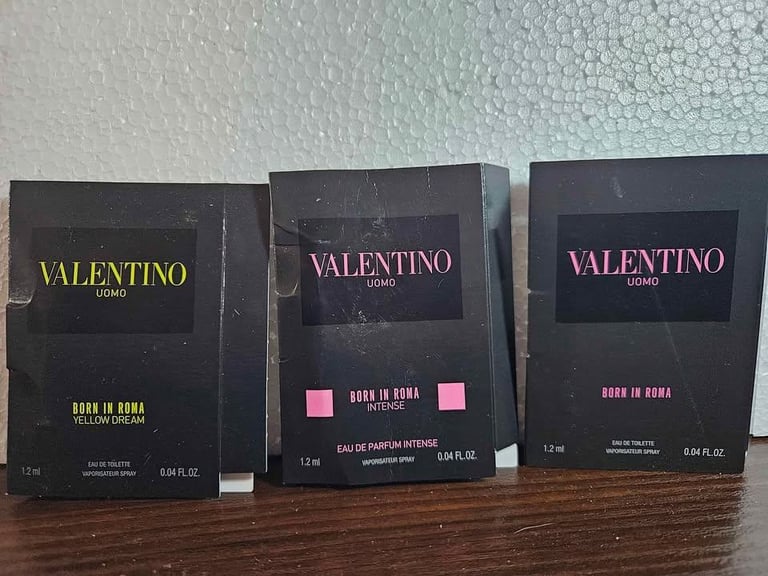 VALENTINO
UOMO
BORN IN ROMA
YELLOW DREAM
EAU DE TOILETTE
VAPORISATEUR SPRAY
1.2 ml
0.04 FL.OZ.
VALENTINO
UOMO
BORN IN ROMA
INTENSE
EAU DE PARFUM INTENSE
VAPORISATEUR SPRAY
1.2 ml
0.04 FL.OZ.
VALENTINO
UOMO
BORN IN ROMA
EAU DE TOILETTE
VAPORISATEUR SPRAY
1.2 ml
0.04 FL.OZ.